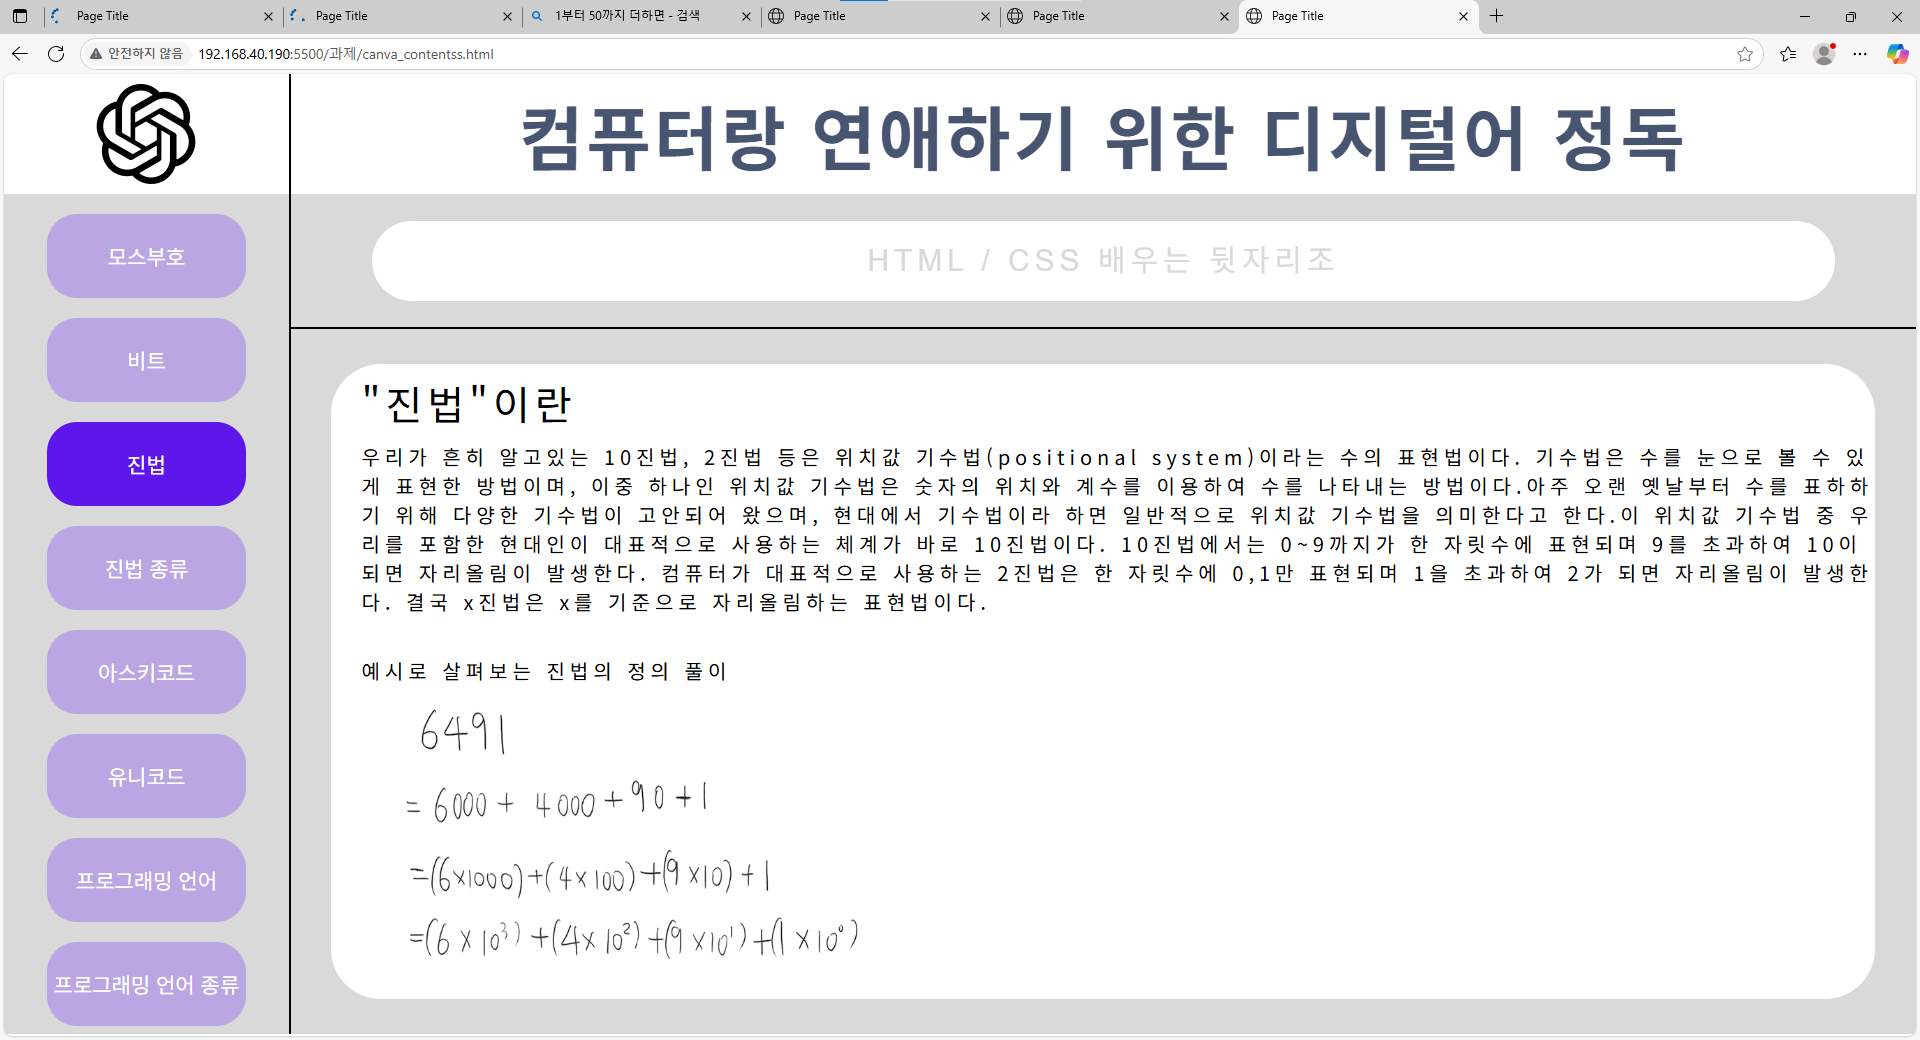 Page Title
Page Title
1부터 50까지 더하면 - 검색
Page Title
Page Title
Page Title
안전하지 않음
192.168.40.190:5500/과제/canva_contentss.html
컴퓨터랑 연애하기 위한 디지털어 정독
모스부호
비트
진법
진법 종류
아스키코드
유니코드
프로그래밍 언어
프로그래밍 언어 종류
HTML / CSS 배우는 뒷자리조
"진법"이란
우리가 흔히 알고있는 10진법, 2진법 등은 위치값 기수법(positional system)이라는 수의 표현법이다. 기수법은 수를 눈으로 볼 수 있
게 표현한 방법이며, 이중 하나인 위치값 기수법은 숫자의 위치와 계수를 이용하여 수를 나타내는 방법이다.아주 오랜 옛날부터 수를 표하하
기 위해 다양한 기수법이 고안되어 왔으며, 현대에서 기수법이라 하면 일반적으로 위치값 기수법을 의미한다고 한다.이 위치값 기수법 중 우
리를 포함한 현대인이 대표적으로 사용하는 체계가 바로 10진법이다. 10진법에서는 0~9까지가 한 자릿수에 표현되며 9를 초과하여 10이
되면 자리올림이 발생한다. 컴퓨터가 대표적으로 사용하는 2진법은 한 자릿수에 0,1만 표현되며 1을 초과하여 2가 되면 자리올림이 발생한
다. 결국 x진법은 x를 기준으로 자리올림하는 표현법이다.
예시로 살펴보는 진법의 정의 풀이
6491
= 6000 + 4000 + 90 + 1
=(6×1000)+(4×100)+(9×10)+1
=(6×10³)+(4×10²)+(9×10¹)+(1×10⁰)